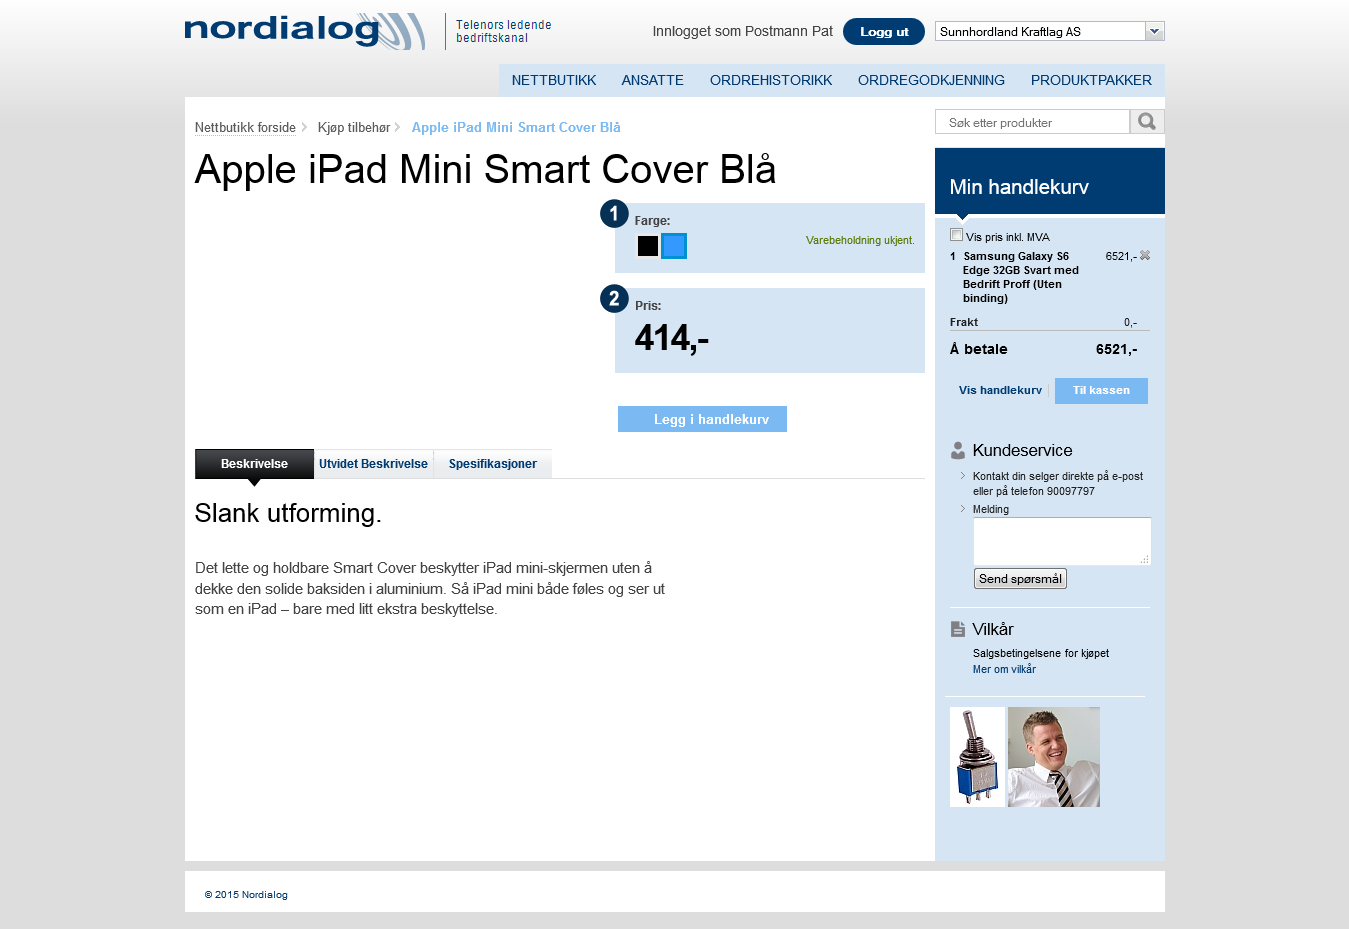 nordialog
Telenors ledende
bedriftskanal
Innlogget som Postmann Pat
Logg ut
Sunnhordland Kraftlag AS
NETTBUTIKK
ANSATTE
ORDREHISTORIKK
ORDREGODKJENNING
PRODUKTPAKKER
Nettbutikk forside
Kjøp tilbehør
Apple iPad Mini Smart Cover Blå
Søk etter produkter
Apple iPad Mini Smart Cover Blå
1
Farge:
Varebeholdning ukjent.
2
Pris:
414,-
Legg i handlekurv
Beskrivelse
Utvidet Beskrivelse
Spesifikasjoner
Slank utforming.
Det lette og holdbare Smart Cover beskytter iPad mini-skjermen uten å
dekke den solide baksiden i aluminium. Så iPad mini både føles og ser ut
som en iPad – bare med litt ekstra beskyttelse.
Min handlekurv
Vis pris inkl. MVA
1 Samsung Galaxy S6 6521,-
Edge 32GB Svart med
Bedrift Proff (Uten
binding)
Frakt 0,-
Å betale 6521,-
Vis handlekurv
Til kassen
Kundeservice
Kontakt din selger direkte på e-post
eller på telefon 90097797
Melding
Send spørsmål
Vilkår
Salgsbetingelsene for kjøpet
Mer om vilkår
© 2015 Nordialog